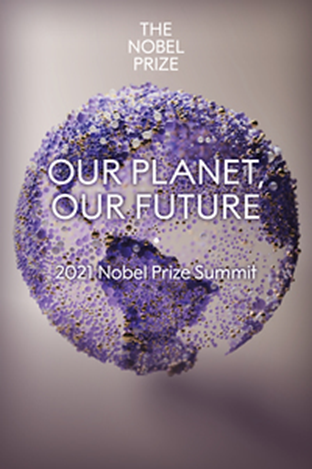 THE
NOBEL
PRIZE
OUR PLANET,
OUR FUTURE
2021 Nobel Prize Summit